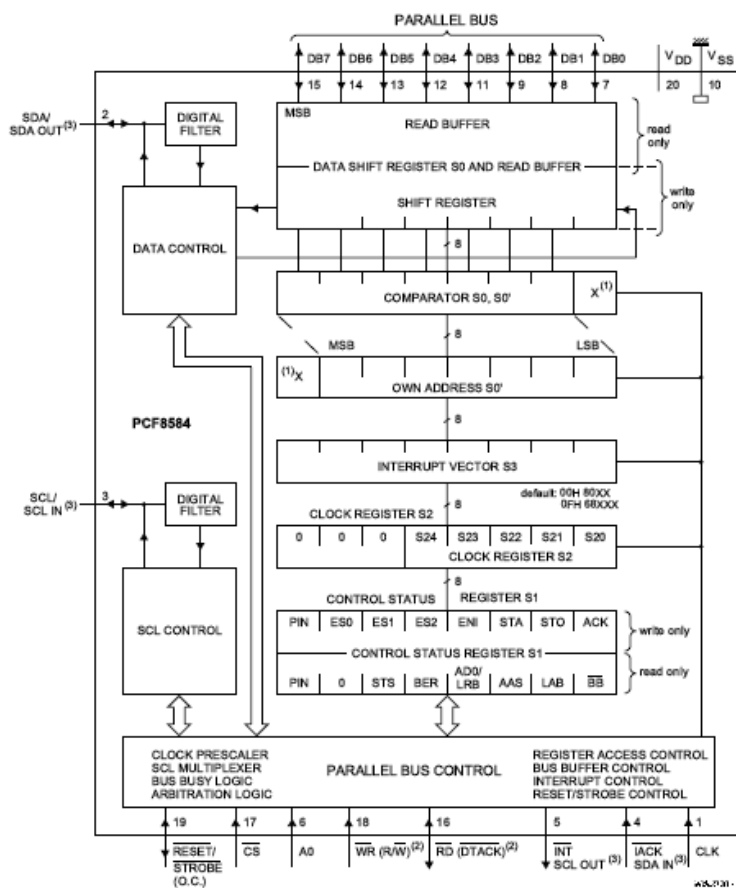 PARALLEL BUS
DB7 DB6 DB5 DB4 DB3 DB2 DB1 DB0 VDD VSS
15 14 13 12 11 9 8 7 20 10
SDA/
SDA OUT(3)
2
DIGITAL
FILTER
MSB
READ BUFFER
read
only
DATA SHIFT REGISTER S0 AND READ BUFFER
SHIFT REGISTER
write
only
DATA CONTROL
8
COMPARATOR S0, S0'
X(1)
MSB
8
LSB
(1)X
OWN ADDRESS S0'
PCF8584
8
INTERRUPT VECTOR S3
SCL/
SCL IN(3)
3
DIGITAL
FILTER
8
default: 00H 80XX
0FH 68XXX
CLOCK REGISTER S2
0 0 0 S24 S23 S22 S21 S20
CLOCK REGISTER S2
8
SCL CONTROL
CONTROL STATUS REGISTER S1
PIN ES0 ES1 ES2 ENI STA STO ACK
write only
CONTROL STATUS REGISTER S1
read only
PIN 0 STS BER AD0/LRB AAS LAB BB
CLOCK PRESCALER
SCL MULTIPLEXER
BUS BUSY LOGIC
ARBITRATION LOGIC
PARALLEL BUS CONTROL
REGISTER ACCESS CONTROL
BUS BUFFER CONTROL
INTERRUPT CONTROL
RESET/STROBE CONTROL
19 17 6 18 16 5 4 1
RESET/
STROBE
(O.C.)
CS
A0
WR (R/W)(2)
RD (DTACK)(2)
INT
SCL OUT(3)
IACK
SDA IN(3)
CLK